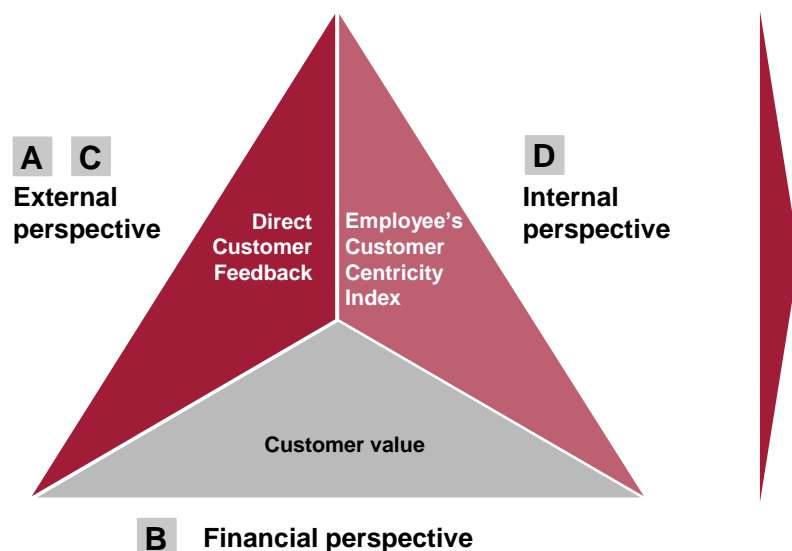 A C
External
perspective
D
Internal
perspective
Direct
Customer
Feedback
Employee’s
Customer
Centricity
Index
Customer value
B Financial perspective